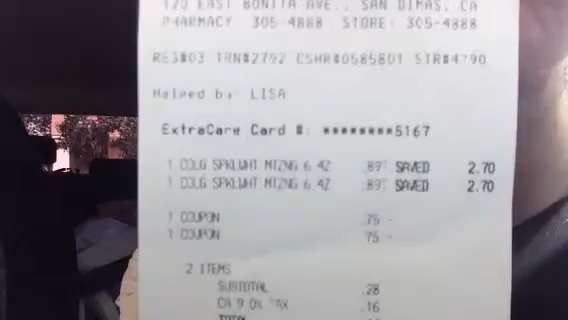 120 EAST BONITA AVE., SAN DIMAS, CA
PHARMACY 305-4888 STORE: 305-4888
REG#03 TRN#2792 CSHR#0585801 STR#4790
Helped by: LISA
ExtraCare Card #: ********5167
1 COLG SPKLWHT MTZNG 6.4Z .89T SAVED 2.70
1 COLG SPKLWHT MTZNG 6.4Z .89T SAVED 2.70
1 COUPON .75 -
1 COUPON .75 -
2 ITEMS
SUBTOTAL .28
CA 9.0% TAX .16
TOTAL